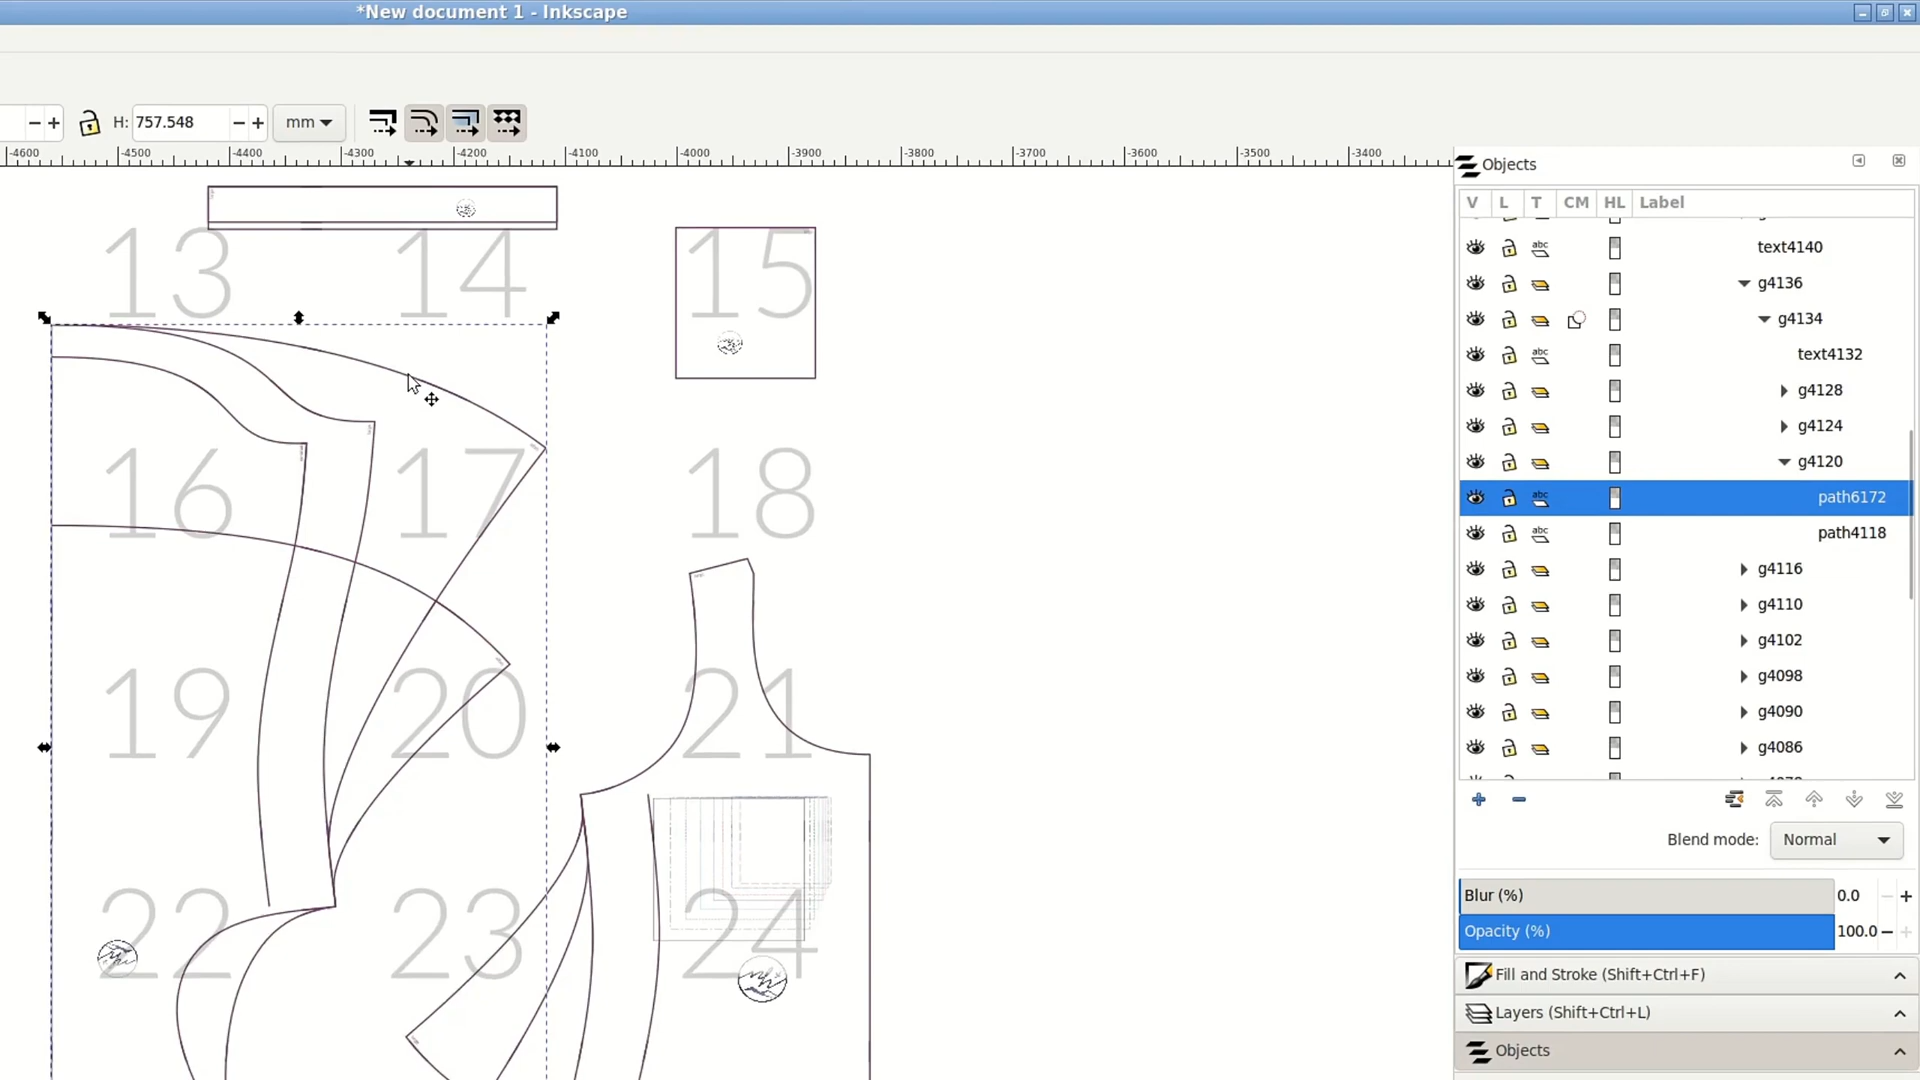 *New document 1 - Inkscape
H: 757.548
mm
-4600 -4500 -4400 -4300 -4200 -4100 -4000 -3900 -3800 -3700 -3600 -3500 -3400
Objects
V L T CM HL Label
text4140
g4136
g4134
text4132
g4128
g4124
g4120
path6172
path4118
g4116
g4110
g4102
g4098
g4090
g4086
Blend mode: Normal
Blur (%) 0.0
Opacity (%) 100.0
Fill and Stroke (Shift+Ctrl+F)
Layers (Shift+Ctrl+L)
Objects
13 14 15
16 17 18
19 20 21
22 23 24